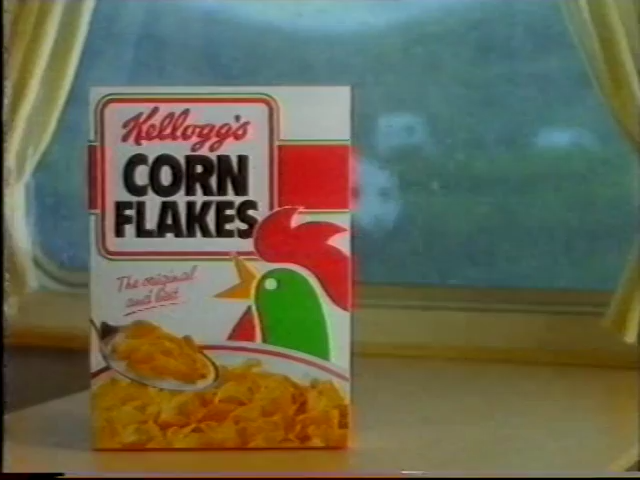 Kellogg's
CORN
FLAKES
The original
and best